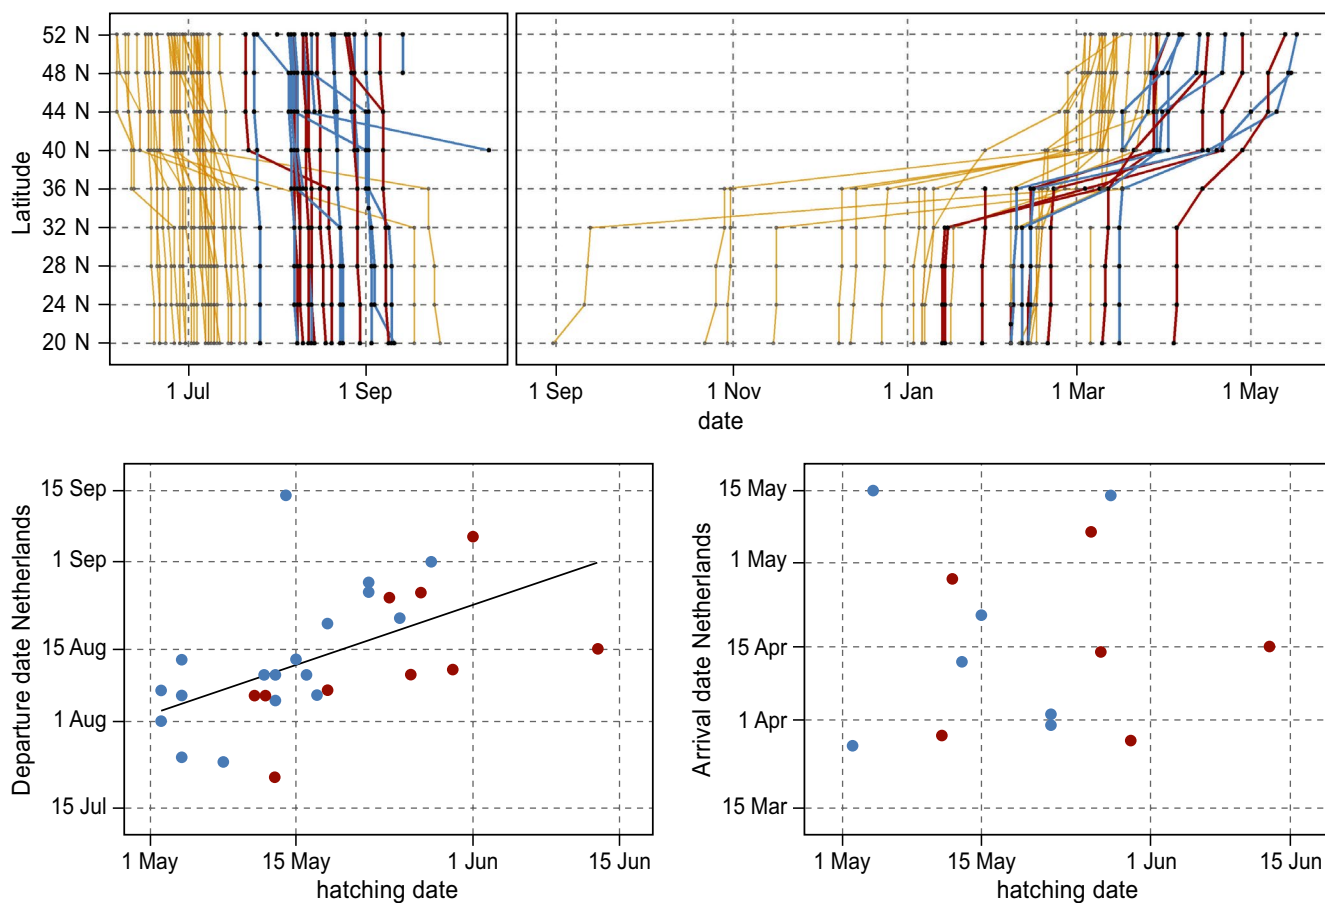 52 N
48 N
44 N
40 N
36 N
32 N
28 N
24 N
20 N
Latitude
1 Jul
1 Sep
1 Sep
1 Nov
1 Jan
1 Mar
1 May
date
15 Sep
1 Sep
15 Aug
1 Aug
15 Jul
Departure date Netherlands
1 May
15 May
1 Jun
15 Jun
hatching date
15 May
1 May
15 Apr
1 Apr
15 Mar
Arrival date Netherlands
1 May
15 May
1 Jun
15 Jun
hatching date